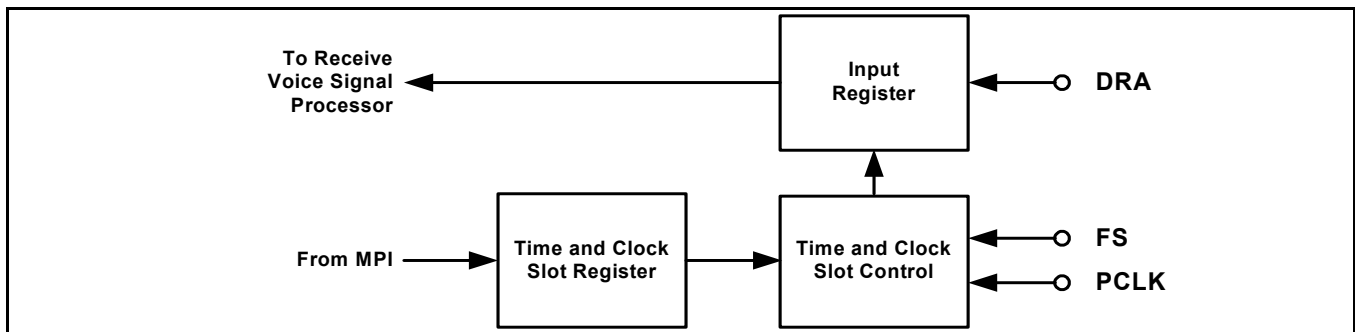 To Receive
Voice Signal
Processor
Input
Register
DRA
From MPI
Time and Clock
Slot Register
Time and Clock
Slot Control
FS
PCLK